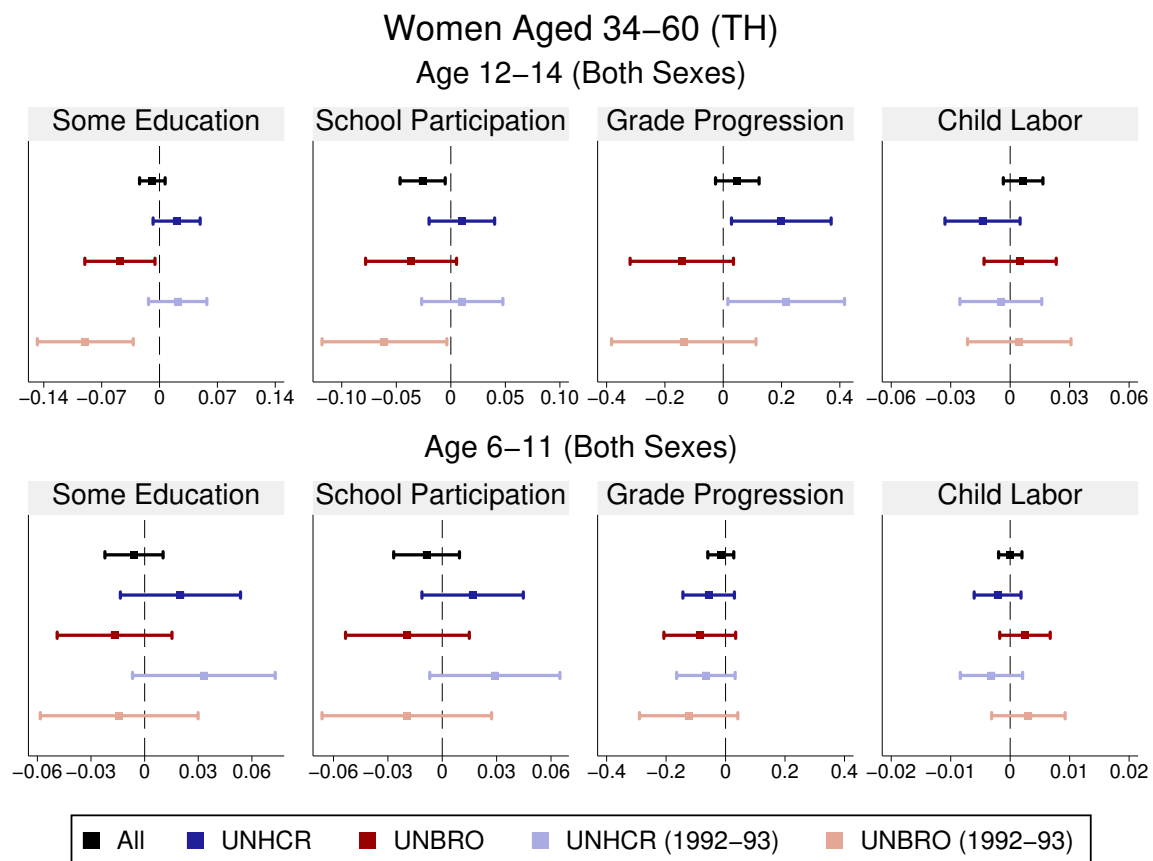 Women Aged 34−60 (TH)
Age 12−14 (Both Sexes)
Some Education School Participation Grade Progression Child Labor
−0.14 −0.07 0 0.07 0.14 −0.10 −0.05 0 0.05 0.10 −0.4 −0.2 0 0.2 0.4 −0.06 −0.03 0 0.03 0.06
Age 6−11 (Both Sexes)
Some Education School Participation Grade Progression Child Labor
−0.06 −0.03 0 0.03 0.06 −0.06 −0.03 0 0.03 0.06 −0.4 −0.2 0 0.2 0.4 −0.02 −0.01 0 0.01 0.02
All UNHCR UNBRO UNHCR (1992−93) UNBRO (1992−93)